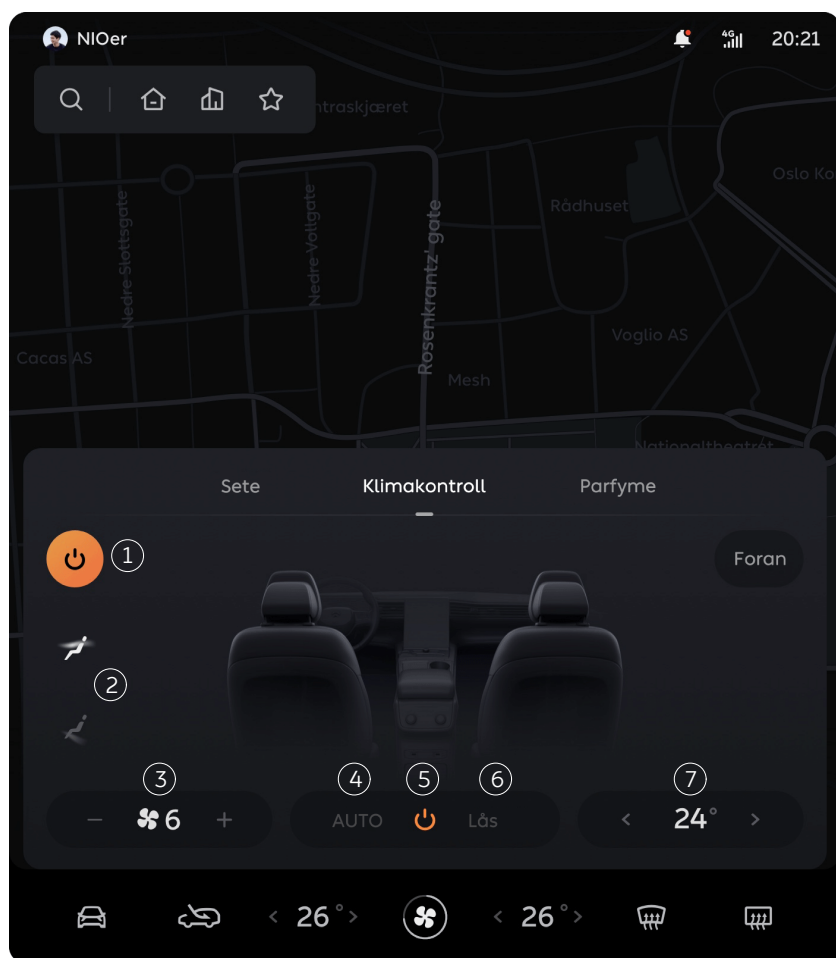 NIOer
4G
20:21
ntraskjæret
Oslo Ko
Rådhuset
Nedre Slottsgate
Nedre Vollgate
Rosenkrantz' gate
Voglio AS
Cacas AS
Mesh
Nationaltheatret
Sete Klimakontroll Parfyme
1
Foran
2
3 4 5 6 7
− 6 + AUTO Lås < 24° >
< 26° > < 26° >